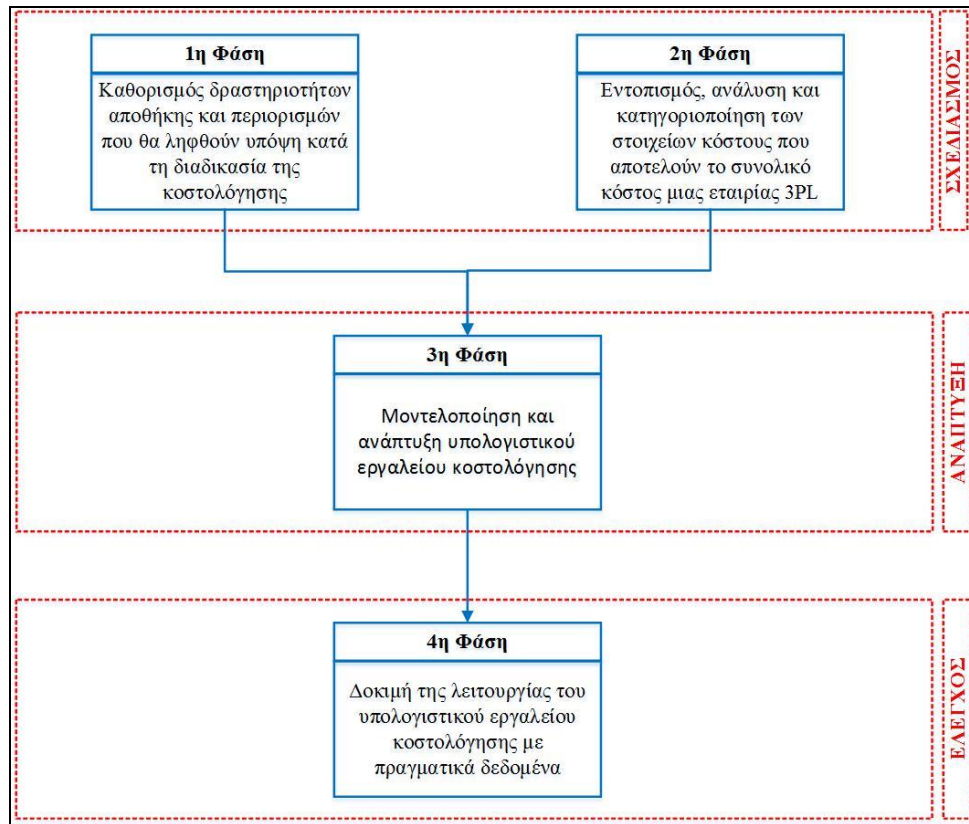 1η Φάση
Καθορισμός δραστηριοτήτων
αποθήκης και περιορισμών
που θα ληφθούν υπόψη κατά
τη διαδικασία της
κοστολόγησης
2η Φάση
Εντοπισμός, ανάλυση και
κατηγοριοποίηση των
στοιχείων κόστους που
αποτελούν το συνολικό
κόστος μιας εταιρίας 3PL
ΣΧΕΔΙΑΣΜΟΣ
3η Φάση
Μοντελοποίηση και
ανάπτυξη υπολογιστικού
εργαλείου κοστολόγησης
ΑΝΑΠΤΥΞΗ
4η Φάση
Δοκιμή της λειτουργίας του
υπολογιστικού εργαλείου
κοστολόγησης με
πραγματικά δεδομένα
ΕΛΕΓΧΟΣ